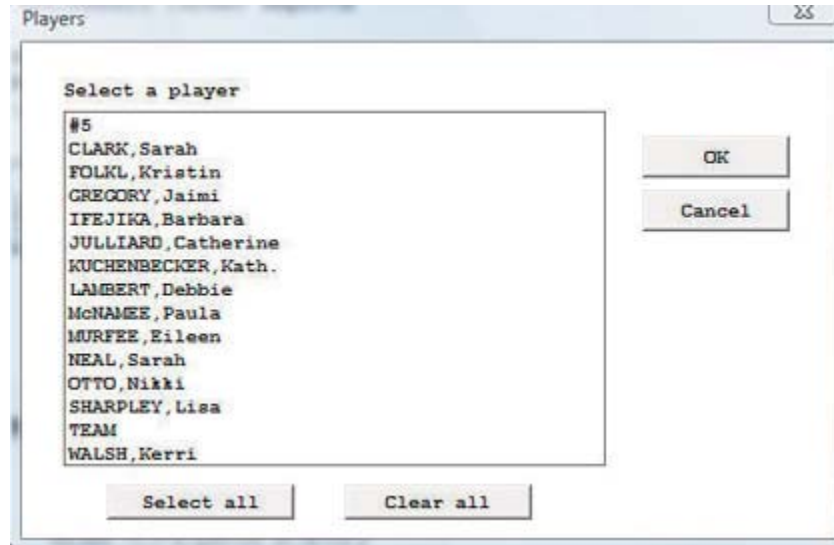 Players
Select a player
#5
CLARK,Sarah
FOLKL,Kristin
GREGORY,Jaimi
IFEJIKA,Barbara
JULLIARD,Catherine
KUCHENBECKER,Kath.
LAMBERT,Debbie
McNAMEE,Paula
MURFEE,Eileen
NEAL,Sarah
OTTO,Nikki
SHARPLEY,Lisa
TEAM
WALSH,Kerri
OK
Cancel
Select all
Clear all